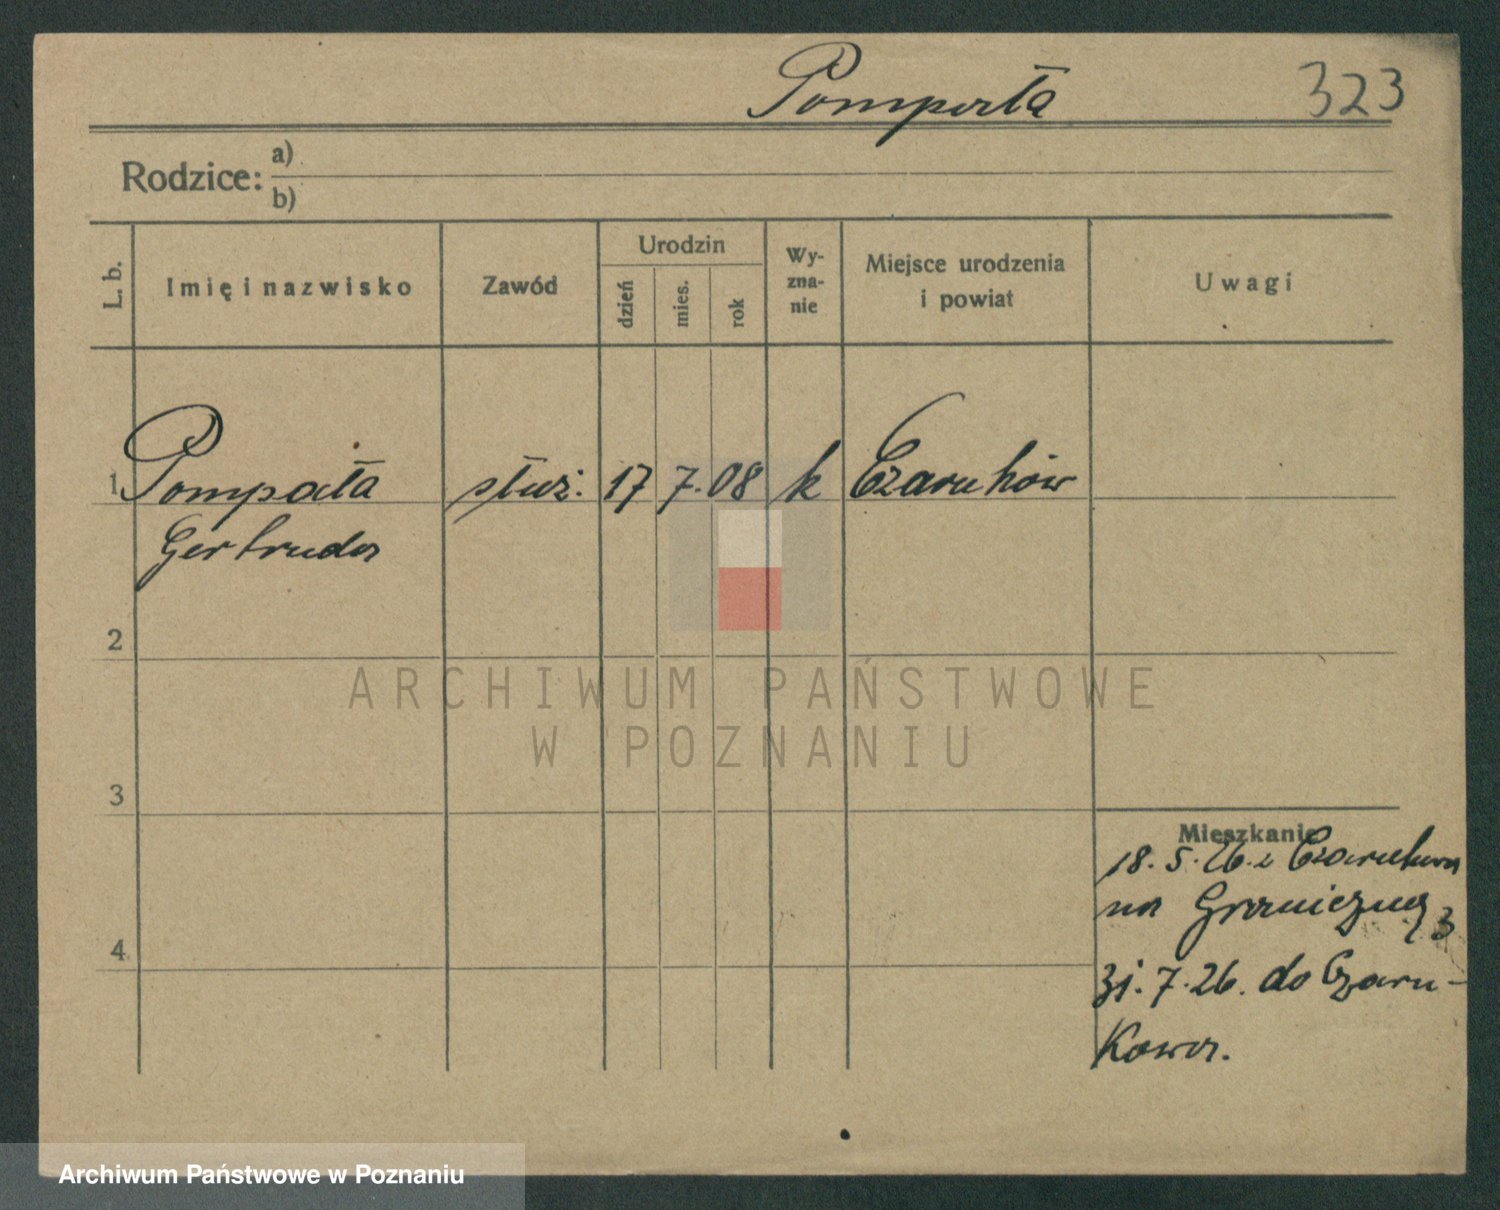 Pompała 323
Rodzice: a)
b)
L. b. Imię i nazwisko Zawód Urodzin dzień mies. rok Wy-zna-nie Miejsce urodzenia i powiat Uwagi
1 Pompała służ. 17 7. 08 k Czarnków
Gertruda
2
ARCHIWUM PAŃSTWOWE
W POZNANIU
3
Mieszkanie
18. 5. 26. z Czarnkowa
na Graniczną 3
4
31. 7. 26. do Czarn-
kowa.
Archiwum Państwowe w Poznaniu